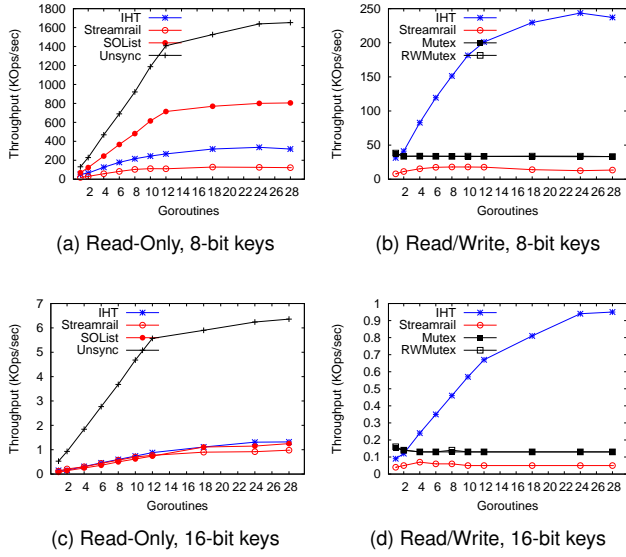 1800
1600
1400
1200
1000
800
600
400
200
0
Throughput (KOps/sec)
IHT
Streamrail
SOList
Unsync
2 4 6 8 10 12 14 16 18 20 22 24 26 28
Goroutines
(a) Read-Only, 8-bit keys
250
200
150
100
50
0
Throughput (KOps/sec)
IHT
Streamrail
Mutex
RWMutex
2 4 6 8 10 12 14 16 18 20 22 24 26 28
Goroutines
(b) Read/Write, 8-bit keys
7
6
5
4
3
2
1
0
Throughput (KOps/sec)
IHT
Streamrail
SOList
Unsync
2 4 6 8 10 12 14 16 18 20 22 24 26 28
Goroutines
(c) Read-Only, 16-bit keys
1
0.9
0.8
0.7
0.6
0.5
0.4
0.3
0.2
0.1
0
Throughput (KOps/sec)
IHT
Streamrail
Mutex
RWMutex
2 4 6 8 10 12 14 16 18 20 22 24 26 28
Goroutines
(d) Read/Write, 16-bit keys